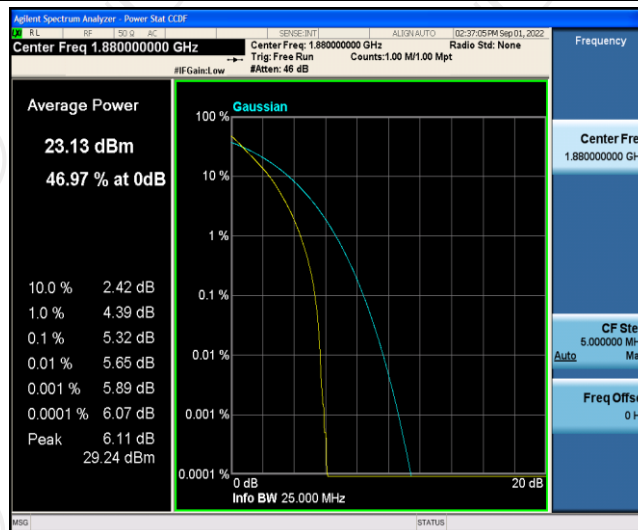 Agilent Spectrum Analyzer - Power Stat CCDF
RL RF 50 Ω AC SENSE:INT ALIGN AUTO 02:37:05 PM Sep 01, 2022
Center Freq 1.880000000 GHz
Center Freq: 1.880000000 GHz Radio Std: None
Trig: Free Run Counts:1.00 M/1.00 Mpt
#IFGain:Low #Atten: 46 dB
Frequency
Average Power
23.13 dBm
46.97 % at 0dB
10.0 % 2.42 dB
1.0 % 4.39 dB
0.1 % 5.32 dB
0.01 % 5.65 dB
0.001 % 5.89 dB
0.0001 % 6.07 dB
Peak 6.11 dB
29.24 dBm
Gaussian
100 %
10 %
1 %
0.1 %
0.01 %
0.001 %
0.0001 %
0 dB 20 dB
Info BW 25.000 MHz
Center Fre
1.880000000 GH
CF Ste
5.000000 MH
Auto Ma
Freq Offse
0 H
MSG STATUS